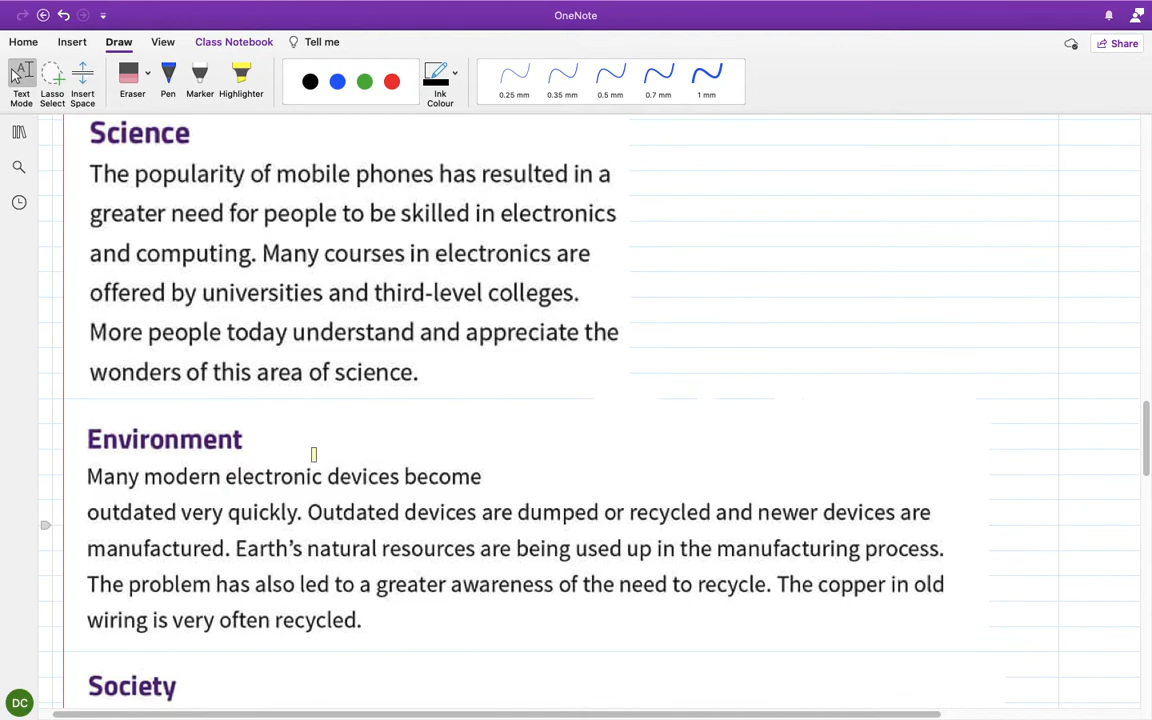 OneNote
Home Insert Draw View Class Notebook Tell me
Share
Text Mode
Lasso Select
Insert Space
Eraser
Pen
Marker
Highlighter
Ink Colour
0.25 mm
0.35 mm
0.5 mm
0.7 mm
1 mm
Science
The popularity of mobile phones has resulted in a
greater need for people to be skilled in electronics
and computing. Many courses in electronics are
offered by universities and third-level colleges.
More people today understand and appreciate the
wonders of this area of science.
Environment
Many modern electronic devices become
outdated very quickly. Outdated devices are dumped or recycled and newer devices are
manufactured. Earth’s natural resources are being used up in the manufacturing process.
The problem has also led to a greater awareness of the need to recycle. The copper in old
wiring is very often recycled.
Society
DC